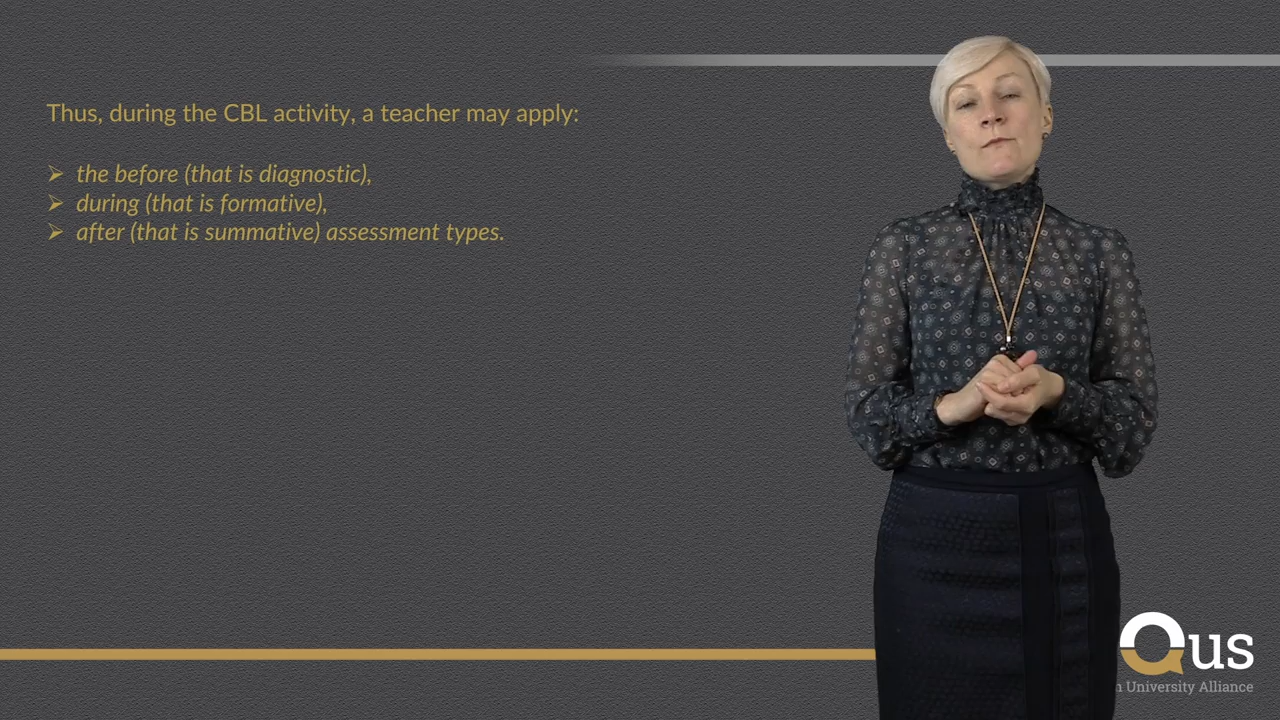 Thus, during the CBL activity, a teacher may apply:
➢ the before (that is diagnostic),
➢ during (that is formative),
➢ after (that is summative) assessment types.
Qus
University Alliance